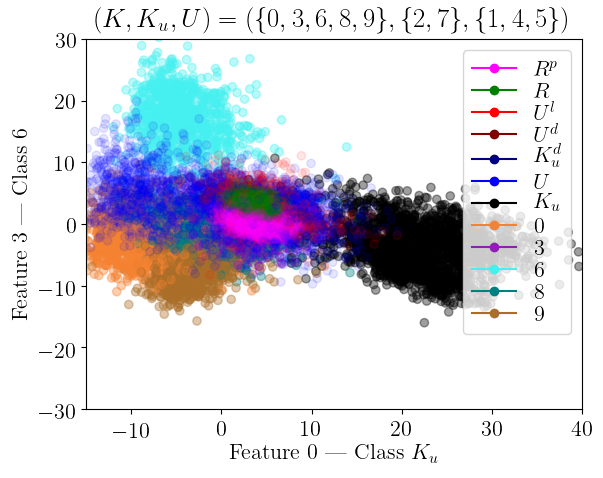 (K, K_u, U) = ({0, 3, 6, 8, 9}, {2, 7}, {1, 4, 5})
30
20
10
0
−10
−20
−30
Feature 3 — Class 6
R^p
R
U^l
U^d
K_u^d
U
K_u
0
3
6
8
9
−10
0
10
20
30
40
Feature 0 — Class K_u